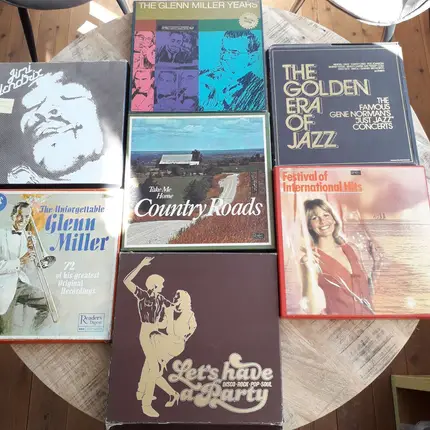 THE GLENN MILLER YEARS
jimi
hendrix
THE
GOLDEN
ERA
OF
JAZZ
THE
FAMOUS
GENE NORMAN'S
"JUST JAZZ"
CONCERTS
Take Me
Home
Country Roads
The Unforgettable
Glenn
Miller
72
of his greatest
Original
Recordings
Reader's
Digest
Festival of
International Hits
Let's have
DISCO·ROCK·POP·SOUL
a Party